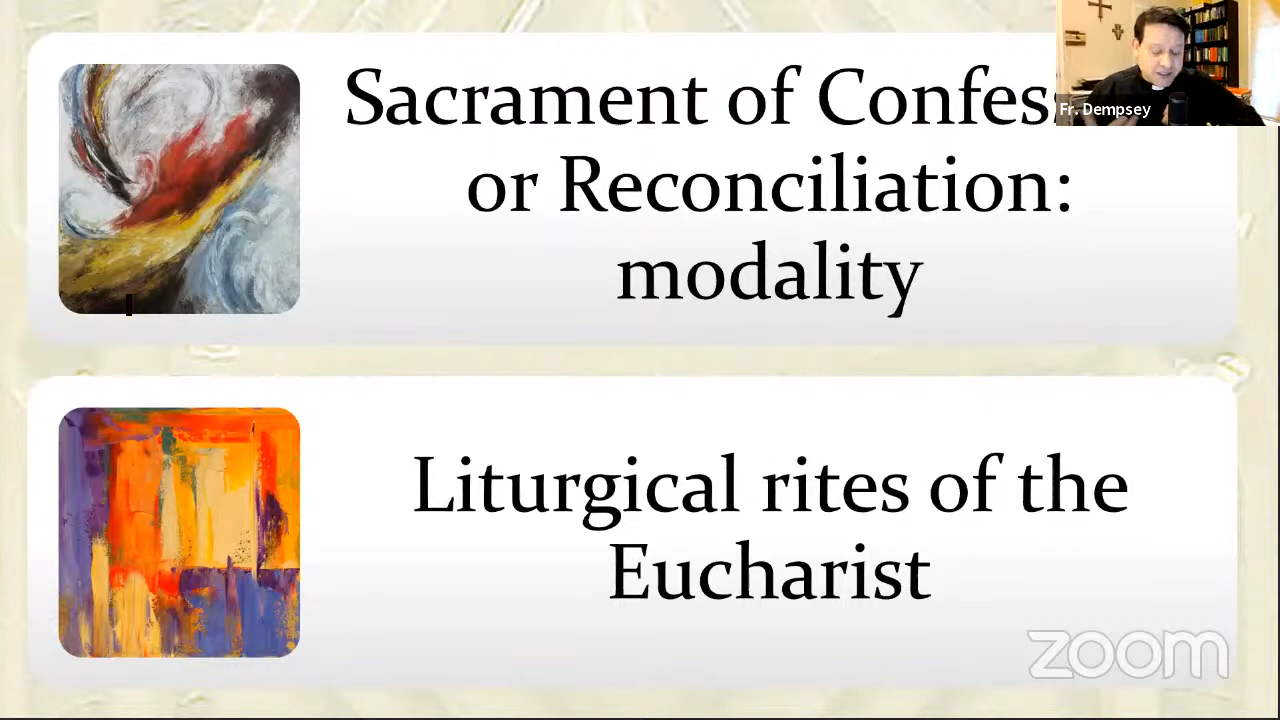 Sacrament of Confes
or Reconciliation:
modality
Fr. Dempsey
Liturgical rites of the
Eucharist
zoom